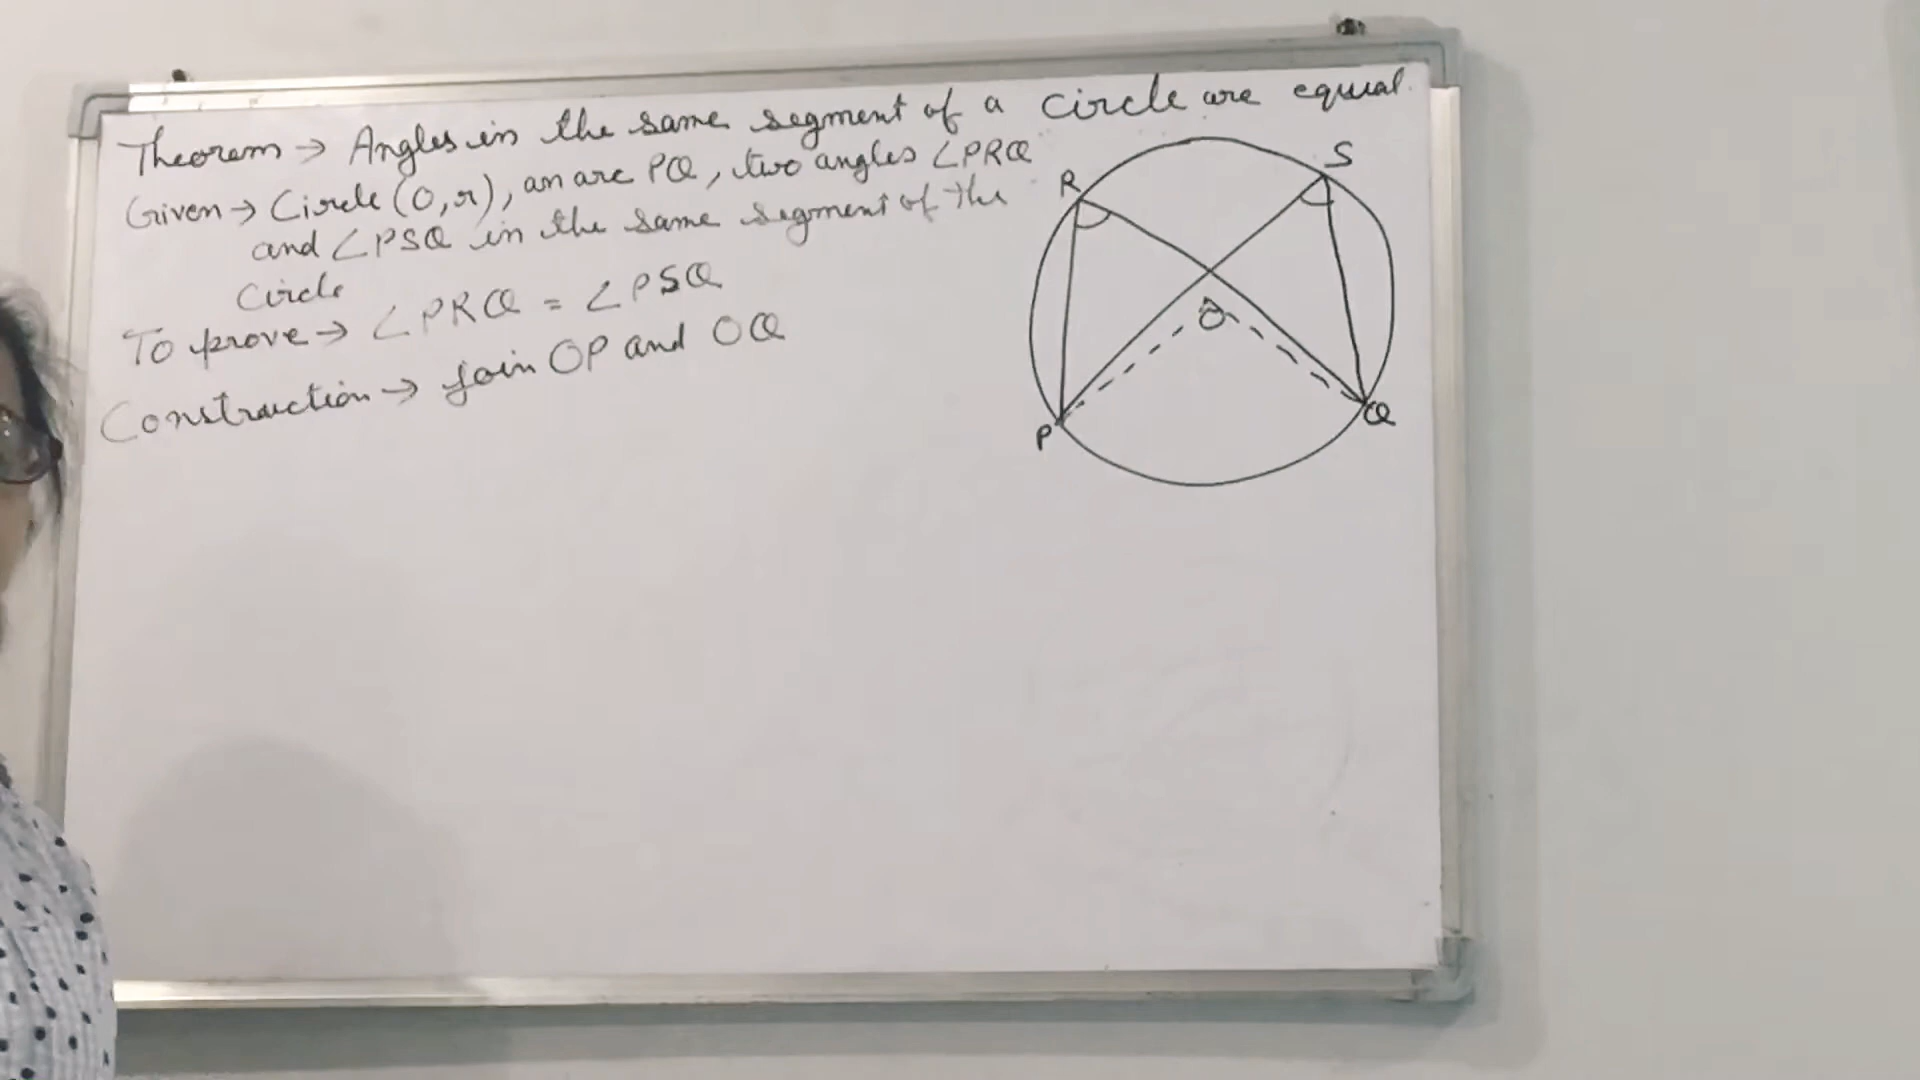 Theorem → Angles in the same segment of a circle are equal.
Given → Circle (O, r), an arc PQ, two angles ∠PRQ
and ∠PSQ in the same segment of the
Circle
To prove → ∠PRQ = ∠PSQ
Construction → join OP and OQ
R
S
O
P
Q